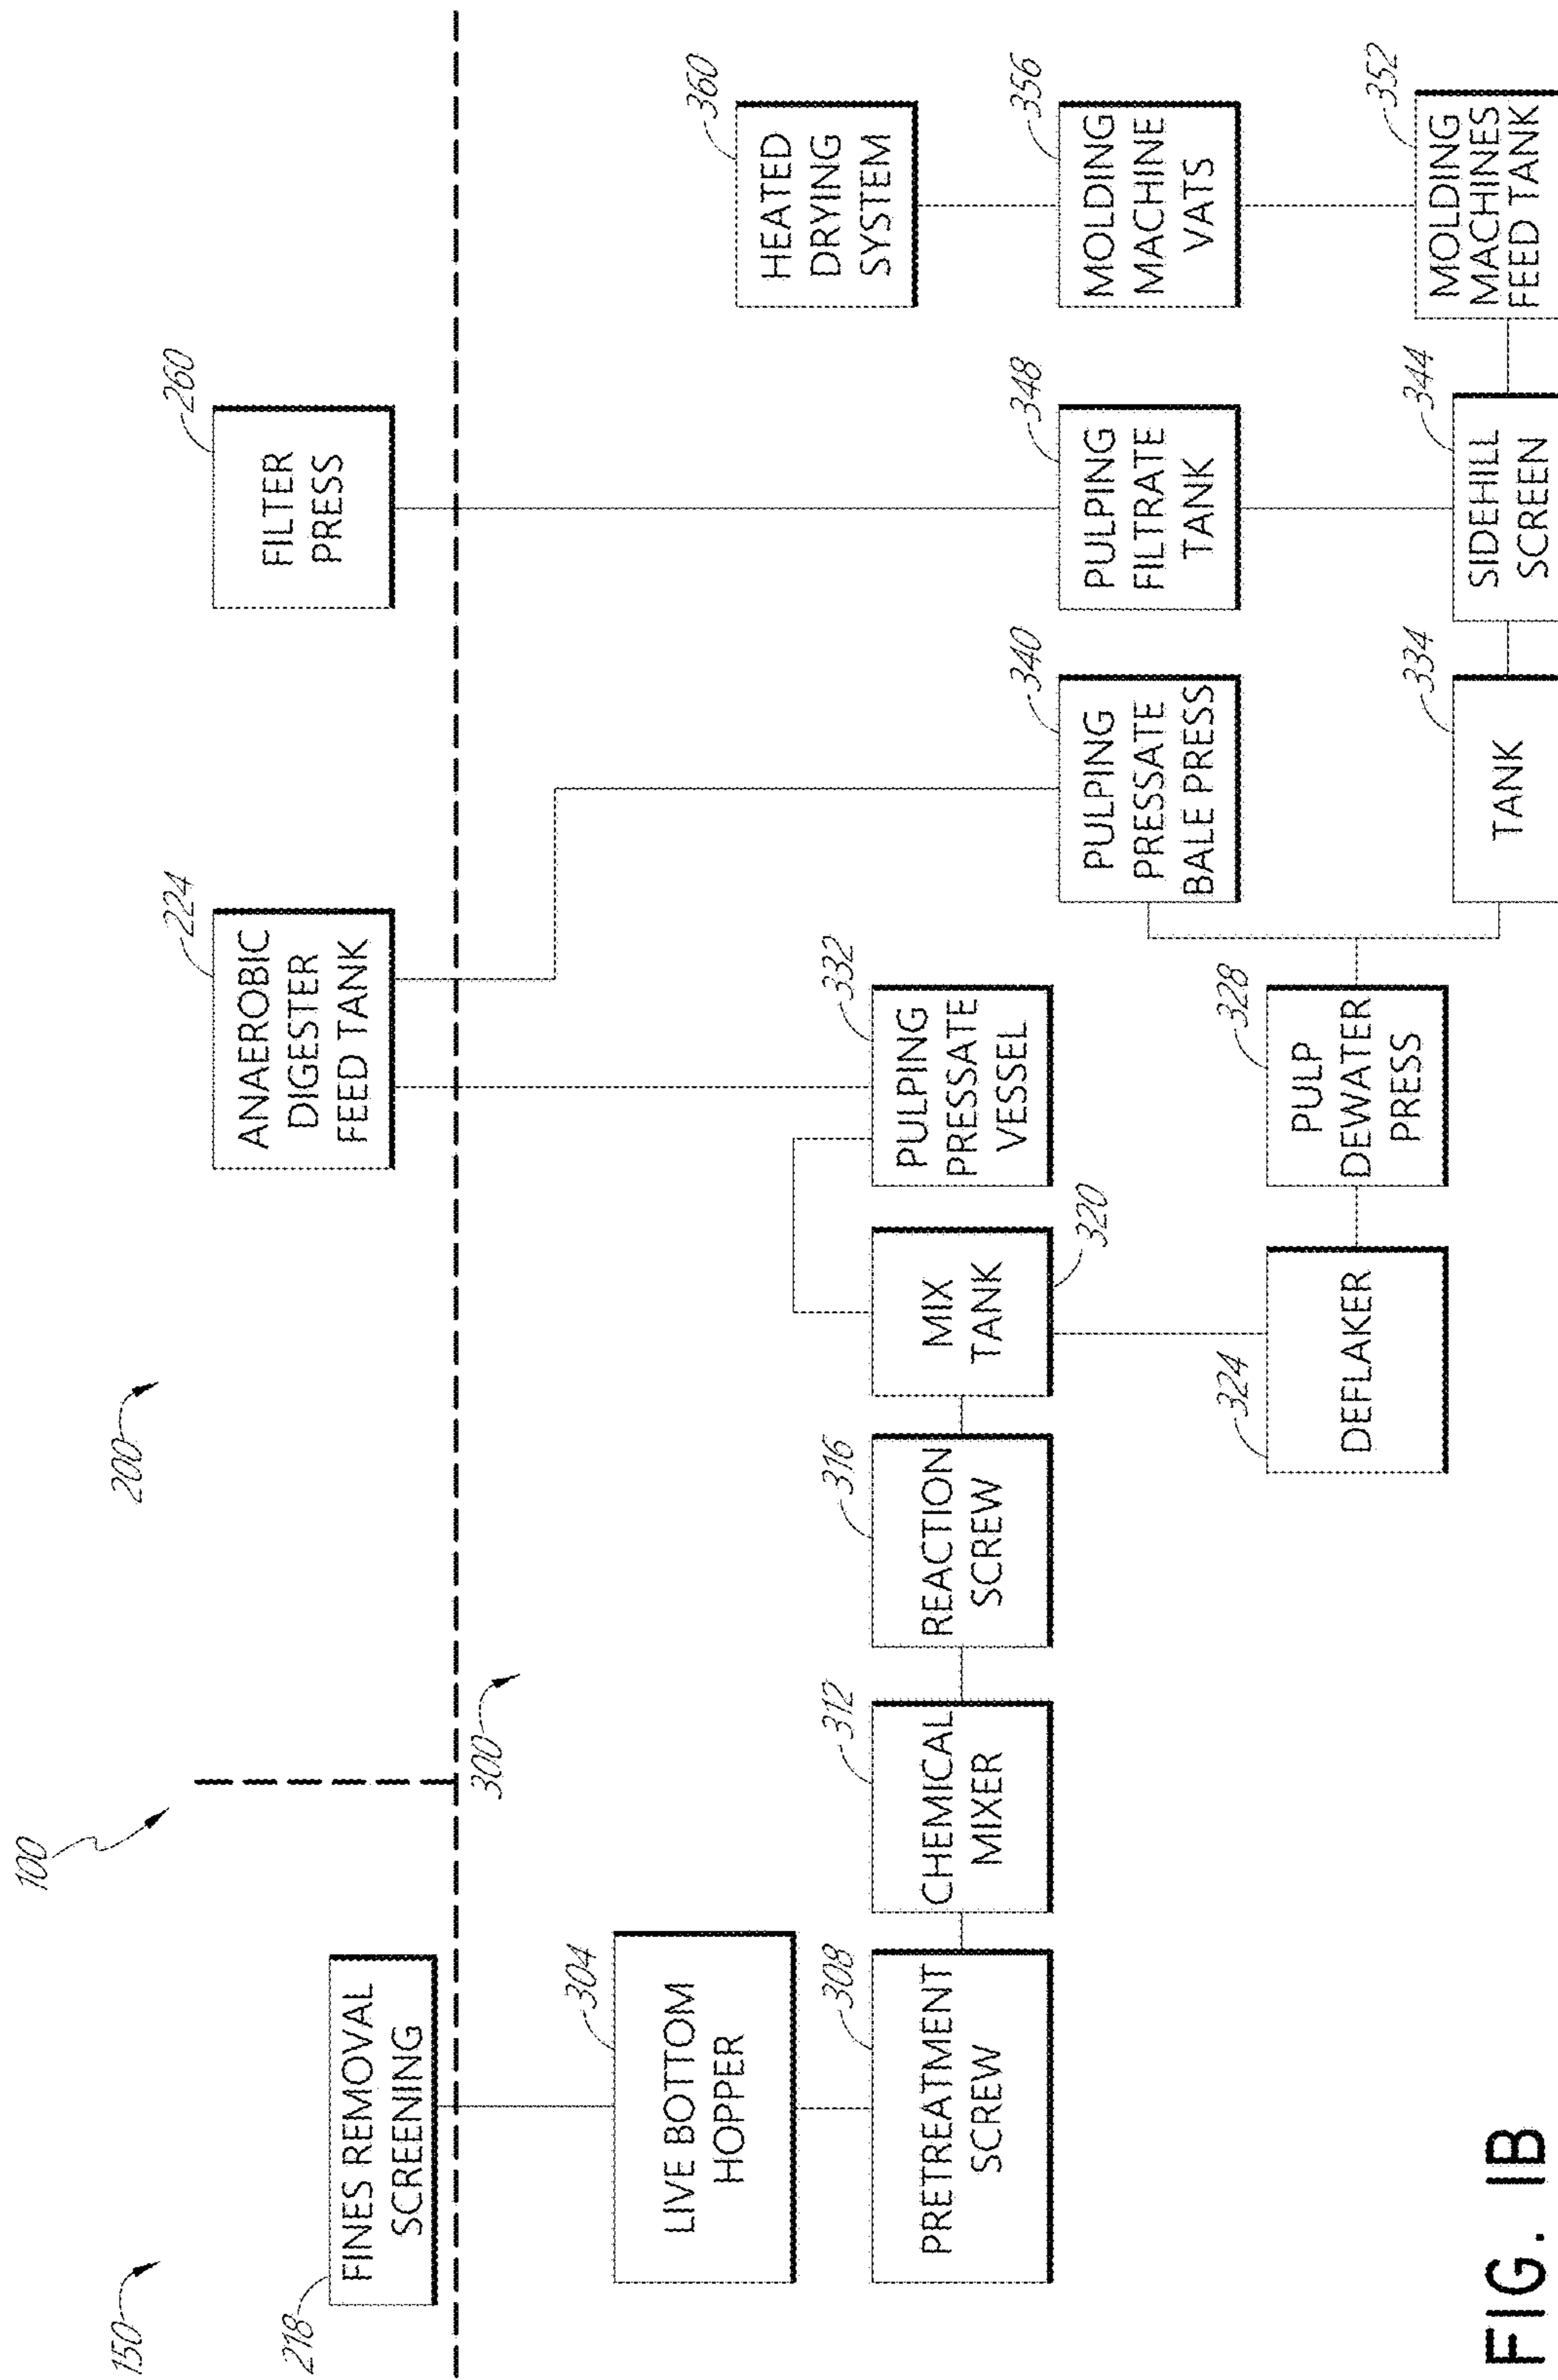 100
150
200
218
FINES REMOVAL
SCREENING
224
ANAEROBIC
DIGESTER
FEED TANK
260
FILTER
PRESS
300
304
LIVE BOTTOM
HOPPER
308
PRETREATMENT
SCREW
312
CHEMICAL
MIXER
316
REACTION
SCREW
MIX
TANK
320
332
PULPING
PRESSATE
VESSEL
340
PULPING
PRESSATE
BALE PRESS
348
PULPING
FILTRATE
TANK
360
HEATED
DRYING
SYSTEM
356
MOLDING
MACHINE
VATS
324
DEFLAKER
328
PULP
DEWATER
PRESS
334
TANK
344
SIDEHILL
SCREEN
352
MOLDING
MACHINES
FEED TANK
FIG. 1B